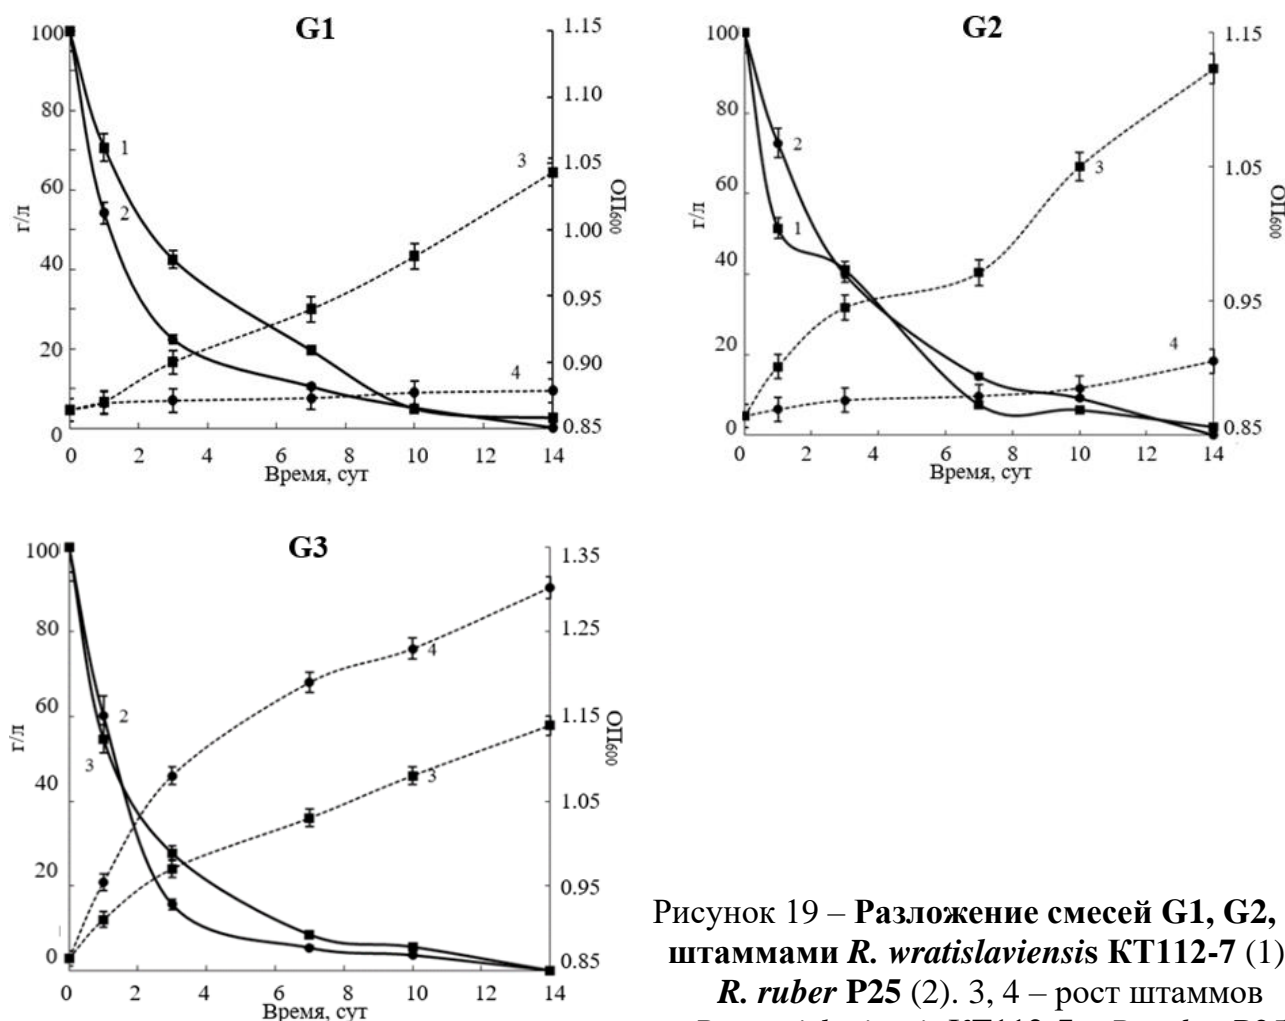 G1
100
80
60
40
20
0
г/л
1.15
1.10
1.05
1.00
0.95
0.90
0.85
ОП600
1
2
3
4
0 2 4 6 8 10 12 14
Время, сут
G2
100
80
60
40
20
0
г/л
1.15
1.05
0.95
0.85
ОП600
2
1
3
4
0 2 4 6 8 10 12 14
Время, сут
G3
100
80
60
40
20
0
г/л
1.35
1.25
1.15
1.05
0.95
0.85
ОП600
2
3
4
3
0 2 4 6 8 10 12 14
Время, сут
Рисунок 19 – Разложение смесей G1, G2,
штаммами R. wratislaviensis КТ112-7 (1)
R. ruber P25 (2). 3, 4 – рост штаммов